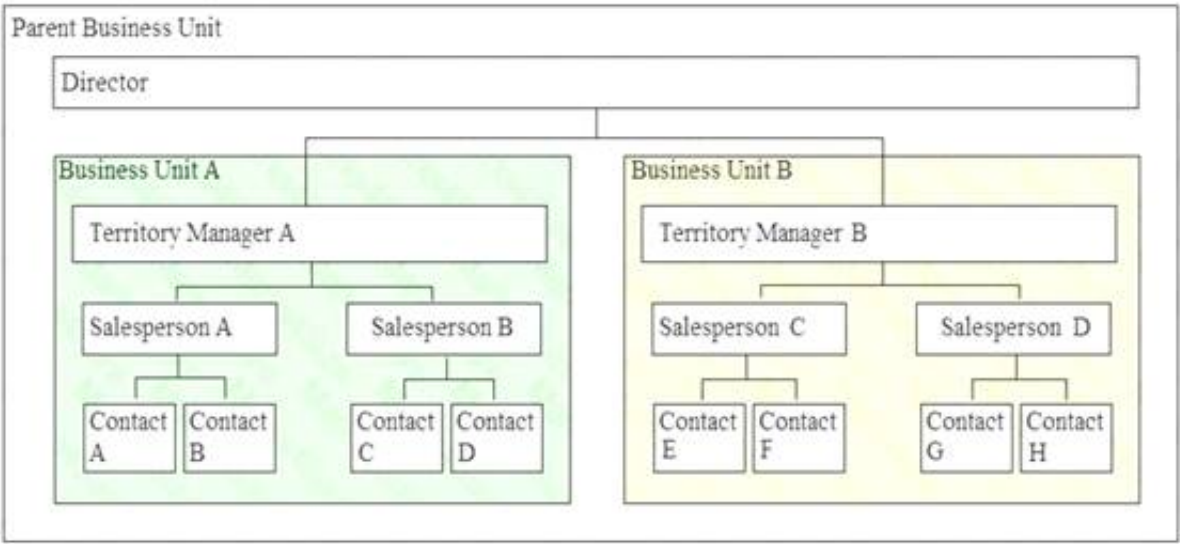 Parent Business Unit
Director
Business Unit A
Business Unit B
Territory Manager A
Territory Manager B
Salesperson A
Salesperson B
Salesperson C
Salesperson D
Contact
A
Contact
B
Contact
C
Contact
D
Contact
E
Contact
F
Contact
G
Contact
H